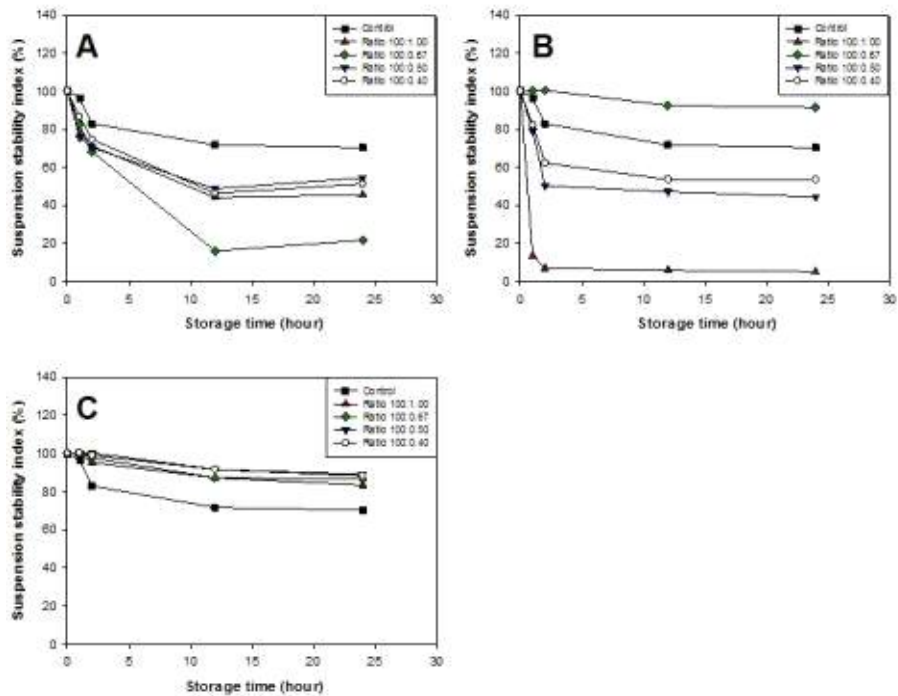 A
Control
Ratio 100:1.00
Ratio 100:0.67
Ratio 100:0.50
Ratio 100:0.40
Suspension stability index (%)
140
120
100
80
60
40
20
0
0 5 10 15 20 25 30
Storage time (hour)
B
Control
Ratio 100:1.00
Ratio 100:0.67
Ratio 100:0.50
Ratio 100:0.40
Suspension stability index (%)
140
120
100
80
60
40
20
0
0 5 10 15 20 25 30
Storage time (hour)
C
Control
Ratio 100:1.00
Ratio 100:0.67
Ratio 100:0.50
Ratio 100:0.40
Suspension stability index (%)
140
120
100
80
60
40
20
0
0 5 10 15 20 25 30
Storage time (hour)